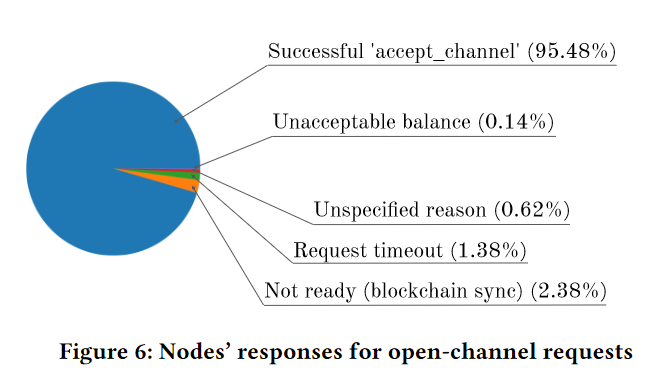 Successful 'accept_channel' (95.48%)
Unacceptable balance (0.14%)
Unspecified reason (0.62%)
Request timeout (1.38%)
Not ready (blockchain sync) (2.38%)
Figure 6: Nodes’ responses for open-channel requests